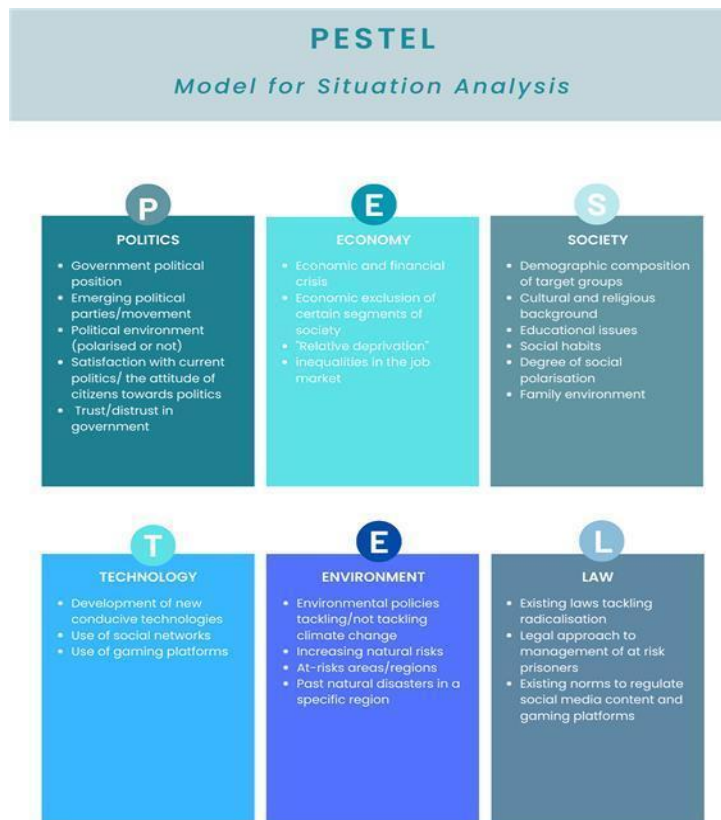 PESTEL
Model for Situation Analysis
P
POLITICS
• Government political
position
• Emerging political
parties/movement
• Political environment
(polarised or not)
• Satisfaction with current
politics/ the attitude of
citizens towards politics
• Trust/distrust in
government
E
ECONOMY
• Economic and financial
crisis
• Economic exclusion of
certain segments of
society
• "Relative deprivation"
• inequalities in the job
market
S
SOCIETY
• Demographic composition
of target groups
• Cultural and religious
background
• Educational issues
• Social habits
• Degree of social
polarisation
• Family environment
T
TECHNOLOGY
• Development of new
conducive technologies
• Use of social networks
• Use of gaming platforms
E
ENVIRONMENT
• Environmental policies
tackling/not tackling
climate change
• Increasing natural risks
• At-risks areas/regions
• Past natural disasters in a
specific region
L
LAW
• Existing laws tackling
radicalisation
• Legal approach to
management of at risk
prisoners
• Existing norms to regulate
social media content and
gaming platforms